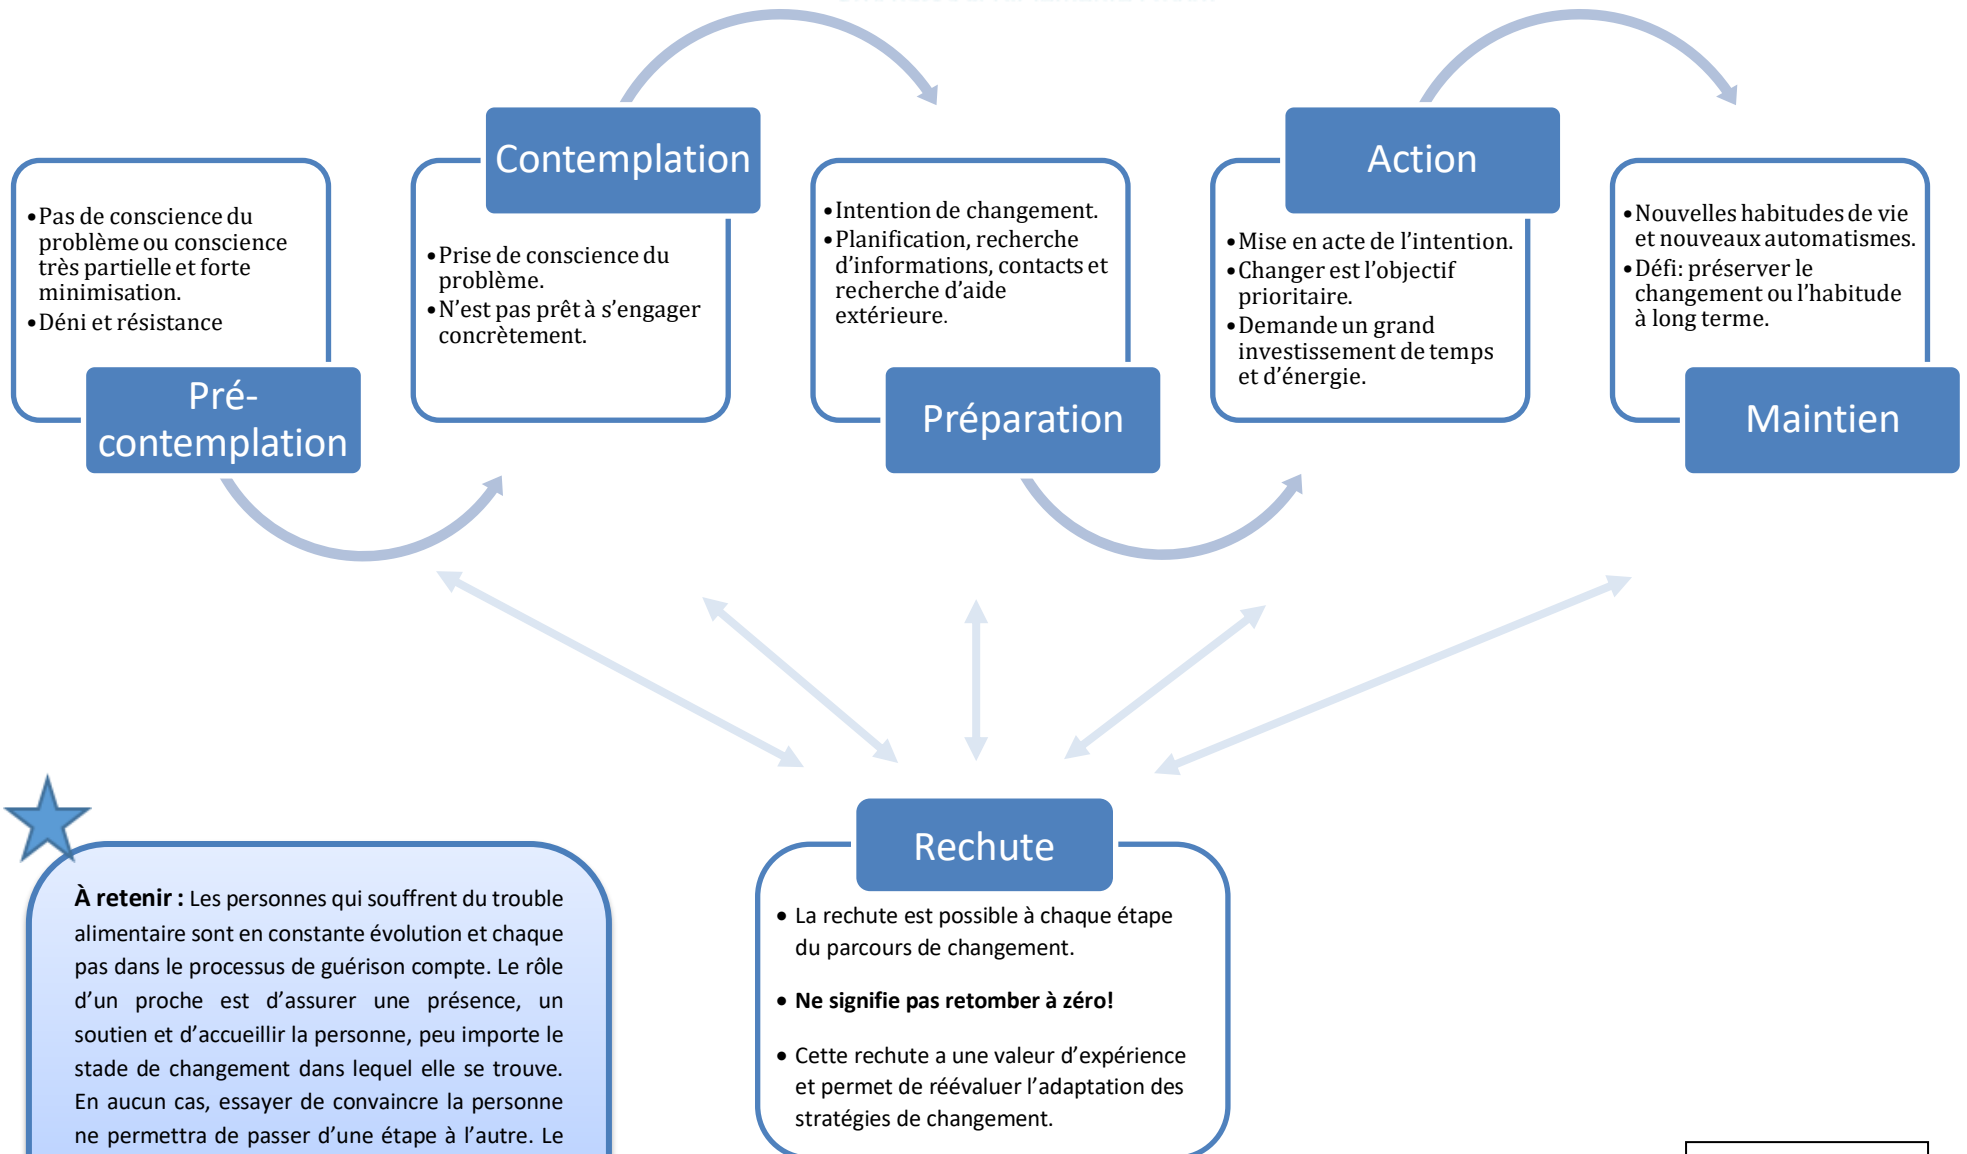 •Pas de conscience du
problème ou conscience
très partielle et forte
minimisation.
•Déni et résistance
Pré-
contemplation
Contemplation
•Prise de conscience du
problème.
•N’est pas prêt à s’engager
concrètement.
•Intention de changement.
•Planification, recherche
d’informations, contacts et
recherche d’aide
extérieure.
Préparation
Action
•Mise en acte de l’intention.
•Changer est l’objectif
prioritaire.
•Demande un grand
investissement de temps
et d’énergie.
•Nouvelles habitudes de vie
et nouveaux automatismes.
•Défi: préserver le
changement ou l’habitude
à long terme.
Maintien
À retenir : Les personnes qui souffrent du trouble
alimentaire sont en constante évolution et chaque
pas dans le processus de guérison compte. Le rôle
d’un proche est d’assurer une présence, un
soutien et d’accueillir la personne, peu importe le
stade de changement dans lequel elle se trouve.
En aucun cas, essayer de convaincre la personne
ne permettra de passer d’une étape à l’autre. Le
Rechute
• La rechute est possible à chaque étape
du parcours de changement.
• Ne signifie pas retomber à zéro!
• Cette rechute a une valeur d’expérience
et permet de réévaluer l’adaptation des
stratégies de changement.